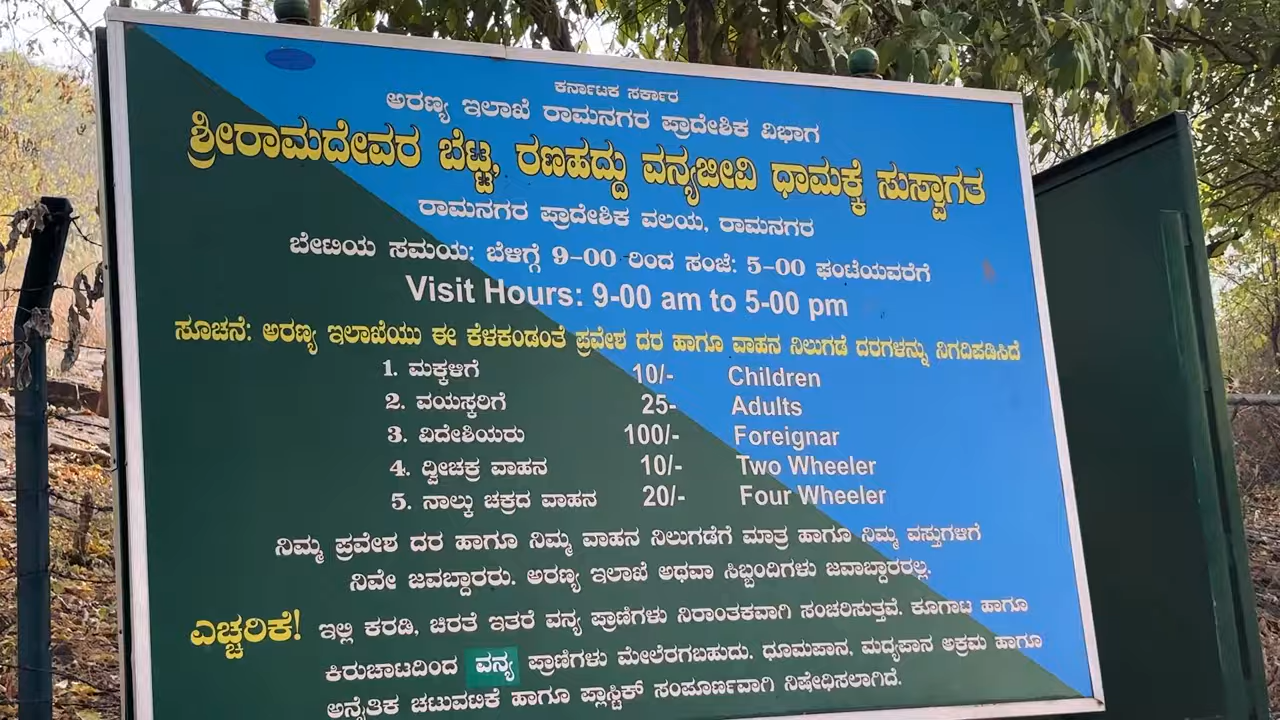 ಕರ್ನಾಟಕ ಸರ್ಕಾರ
ಅರಣ್ಯ ಇಲಾಖೆ ರಾಮನಗರ ಪ್ರಾದೇಶಿಕ ವಿಭಾಗ
ಶ್ರೀರಾಮದೇವರ ಬೆಟ್ಟ, ರಣಹದ್ದು ವನ್ಯಜೀವಿ ಧಾಮಕ್ಕೆ ಸುಸ್ವಾಗತ
ರಾಮನಗರ ಪ್ರಾದೇಶಿಕ ವಲಯ, ರಾಮನಗರ
ಬೇಟಿಯ ಸಮಯ: ಬೆಳಿಗ್ಗೆ 9-00 ರಿಂದ ಸಂಜೆ: 5-00 ಘಂಟೆಯವರೆಗೆ
Visit Hours: 9-00 am to 5-00 pm
ಸೂಚನೆ: ಅರಣ್ಯ ಇಲಾಖೆಯು ಈ ಕೆಳಕಂಡಂತೆ ಪ್ರವೇಶ ದರ ಹಾಗೂ ವಾಹನ ನಿಲುಗಡೆ ದರಗಳನ್ನು ನಿಗದಿಪಡಿಸಿದೆ
1. ಮಕ್ಕಳಿಗೆ 10/- Children
2. ವಯಸ್ಕರಿಗೆ 25- Adults
3. ವಿದೇಶಿಯರು 100/- Foreignar
4. ದ್ವೀಚಕ್ರ ವಾಹನ 10/- Two Wheeler
5. ನಾಲ್ಕು ಚಕ್ರದ ವಾಹನ 20/- Four Wheeler
ನಿಮ್ಮ ಪ್ರವೇಶ ದರ ಹಾಗೂ ನಿಮ್ಮ ವಾಹನ ನಿಲುಗಡೆಗೆ ಮಾತ್ರ ಹಾಗೂ ನಿಮ್ಮ ವಸ್ತುಗಳಿಗೆ
ನಿವೇ ಜವಬ್ದಾರರು. ಅರಣ್ಯ ಇಲಾಖೆ ಅಥವಾ ಸಿಬ್ಬಂದಿಗಳು ಜವಾಬ್ದಾರರಲ್ಲ.
ಎಚ್ಚರಿಕೆ! ಇಲ್ಲಿ ಕರಡಿ, ಚಿರತೆ ಇತರೆ ವನ್ಯ ಪ್ರಾಣಿಗಳು ನಿರಾಂತಕವಾಗಿ ಸಂಚರಿಸುತ್ತವೆ. ಕೂಗಾಟ ಹಾಗೂ
ಕಿರುಚಾಟದಿಂದ ವನ್ಯ ಪ್ರಾಣಿಗಳು ಮೇಲೆರಗಬಹುದು. ಧೂಮಪಾನ, ಮದ್ಯಪಾನ ಅಕ್ರಮ ಹಾಗೂ
ಅನೈತಿಕ ಚಟುವಟಿಕೆ ಹಾಗೂ ಪ್ಲಾಸ್ಟಿಕ್ ಸಂಪೂರ್ಣವಾಗಿ ನಿಷೇಧಿಸಲಾಗಿದೆ.